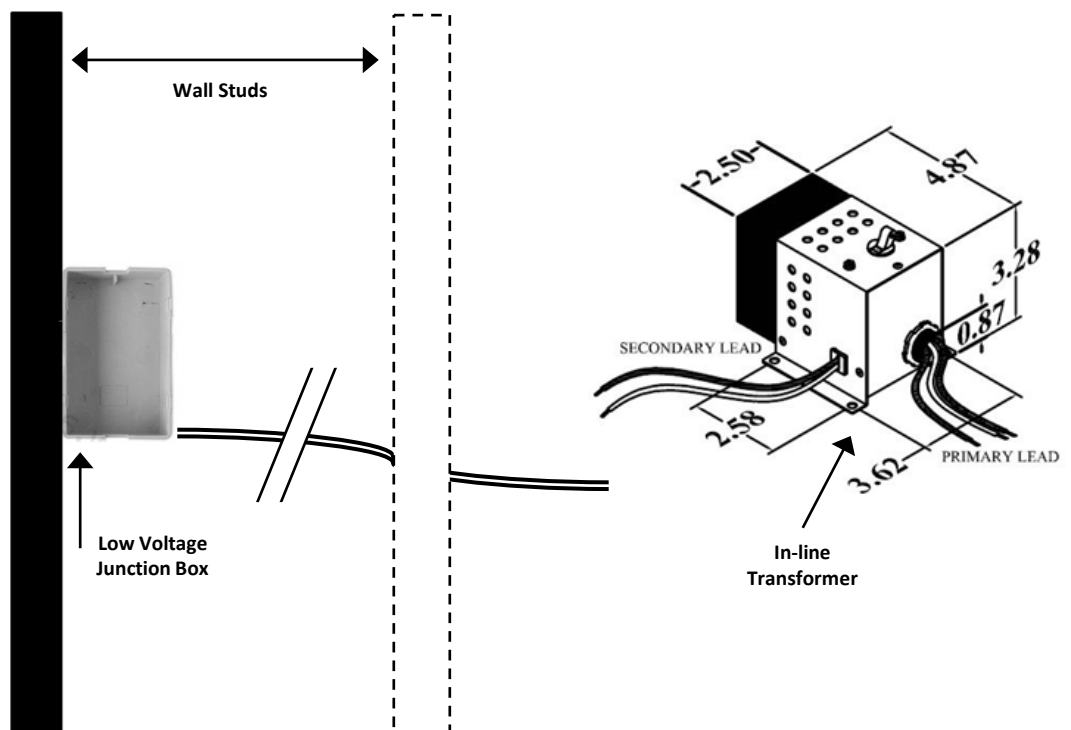 Wall Studs
-2.50-
4.87
3.28
0.87
SECONDARY LEAD
2.58
3.62
PRIMARY LEAD
Low Voltage
Junction Box
In-line
Transformer